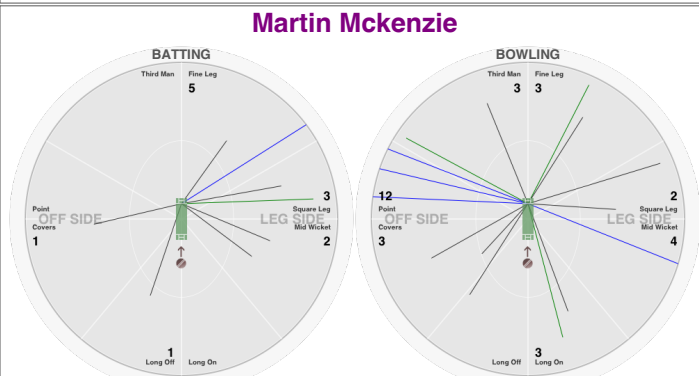 Martin Mckenzie
BATTING
Third Man
Fine Leg
5
3
Square Leg
Mid Wicket
2
Point
Covers
1
OFF SIDE
LEG SIDE
1
Long Off
Long On
BOWLING
Third Man
Fine Leg
3
3
12
Point
Covers
3
OFF SIDE
LEG SIDE
2
Square Leg
Mid Wicket
4
3
Long Off
Long On